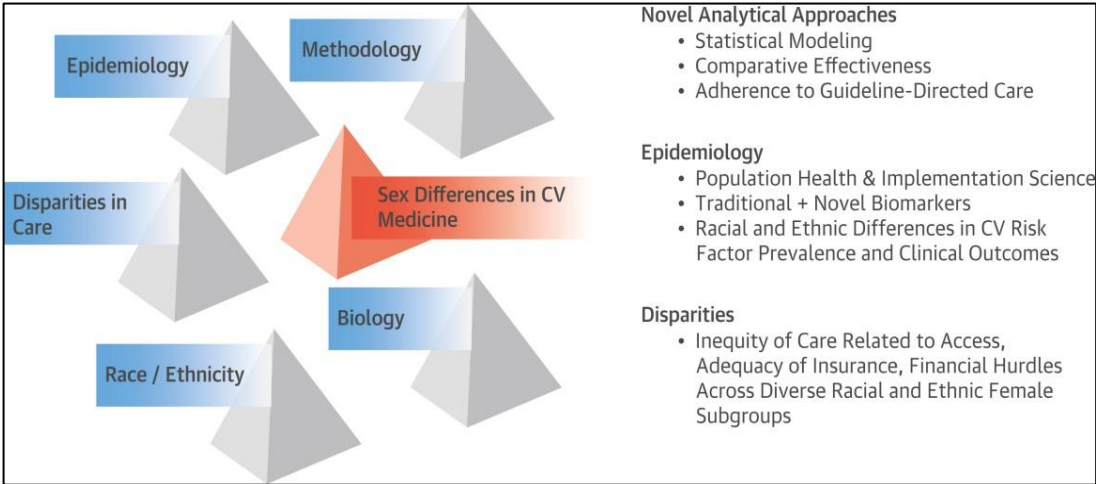 Epidemiology
Methodology
Disparities in
Care
Sex Differences in CV
Medicine
Biology
Race / Ethnicity
Novel Analytical Approaches
• Statistical Modeling
• Comparative Effectiveness
• Adherence to Guideline-Directed Care
Epidemiology
• Population Health & Implementation Science
• Traditional + Novel Biomarkers
• Racial and Ethnic Differences in CV Risk
Factor Prevalence and Clinical Outcomes
Disparities
• Inequity of Care Related to Access,
Adequacy of Insurance, Financial Hurdles
Across Diverse Racial and Ethnic Female
Subgroups